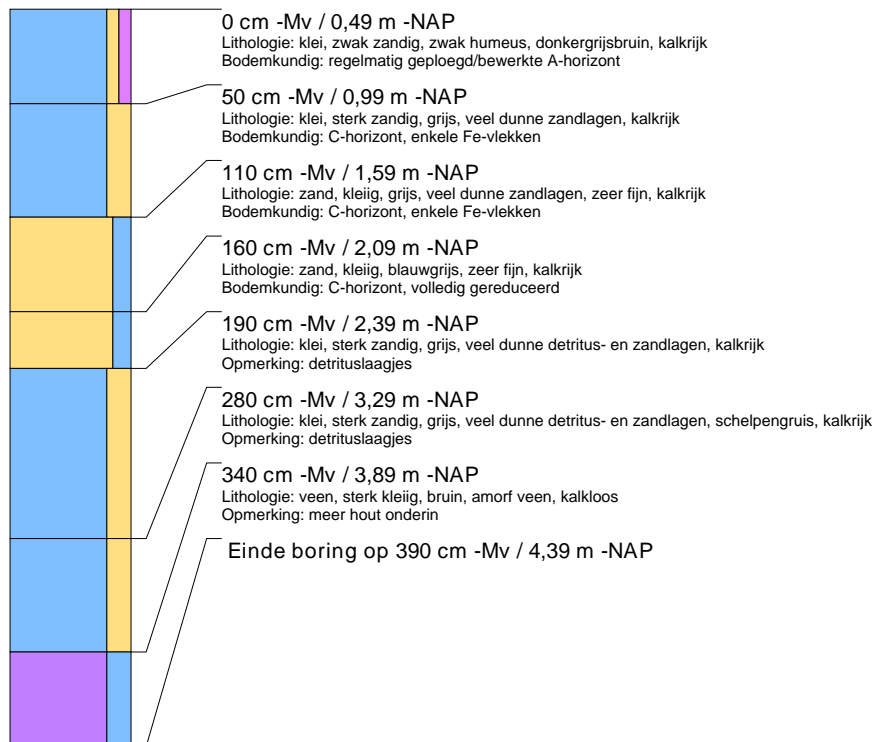 0 cm -Mv / 0,49 m -NAP
Lithologie: klei, zwak zandig, zwak humeus, donkergrijsbruin, kalkrijk
Bodemkundig: regelmatig geploegd/bewerkte A-horizont
50 cm -Mv / 0,99 m -NAP
Lithologie: klei, sterk zandig, grijs, veel dunne zandlagen, kalkrijk
Bodemkundig: C-horizont, enkele Fe-vlekken
110 cm -Mv / 1,59 m -NAP
Lithologie: zand, kleiig, grijs, veel dunne zandlagen, zeer fijn, kalkrijk
Bodemkundig: C-horizont, enkele Fe-vlekken
160 cm -Mv / 2,09 m -NAP
Lithologie: zand, kleiig, blauwgrijs, zeer fijn, kalkrijk
Bodemkundig: C-horizont, volledig gereduceerd
190 cm -Mv / 2,39 m -NAP
Lithologie: klei, sterk zandig, grijs, veel dunne detritus- en zandlagen, kalkrijk
Opmerking: detrituslaagjes
280 cm -Mv / 3,29 m -NAP
Lithologie: klei, sterk zandig, grijs, veel dunne detritus- en zandlagen, schelpengruis, kalkrijk
Opmerking: detrituslaagjes
340 cm -Mv / 3,89 m -NAP
Lithologie: veen, sterk kleiig, bruin, amorf veen, kalkloos
Opmerking: meer hout onderin
Einde boring op 390 cm -Mv / 4,39 m -NAP